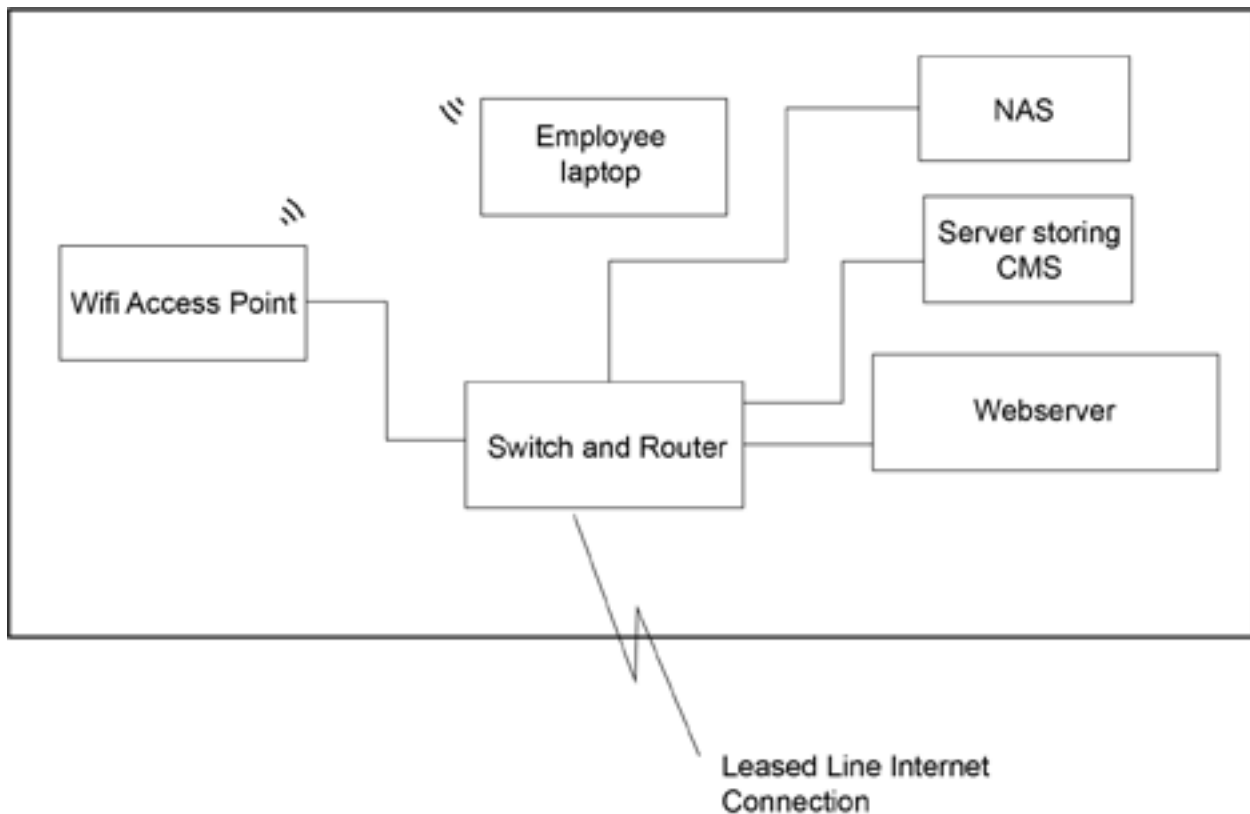 NAS
Employee
laptop
Server storing
CMS
Wifi Access Point
Webserver
Switch and Router
Leased Line Internet
Connection